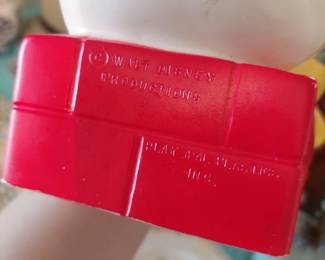 © WALT DISNEY
PRODUCTIONS
PLAY PAL PLASTICS
INC.